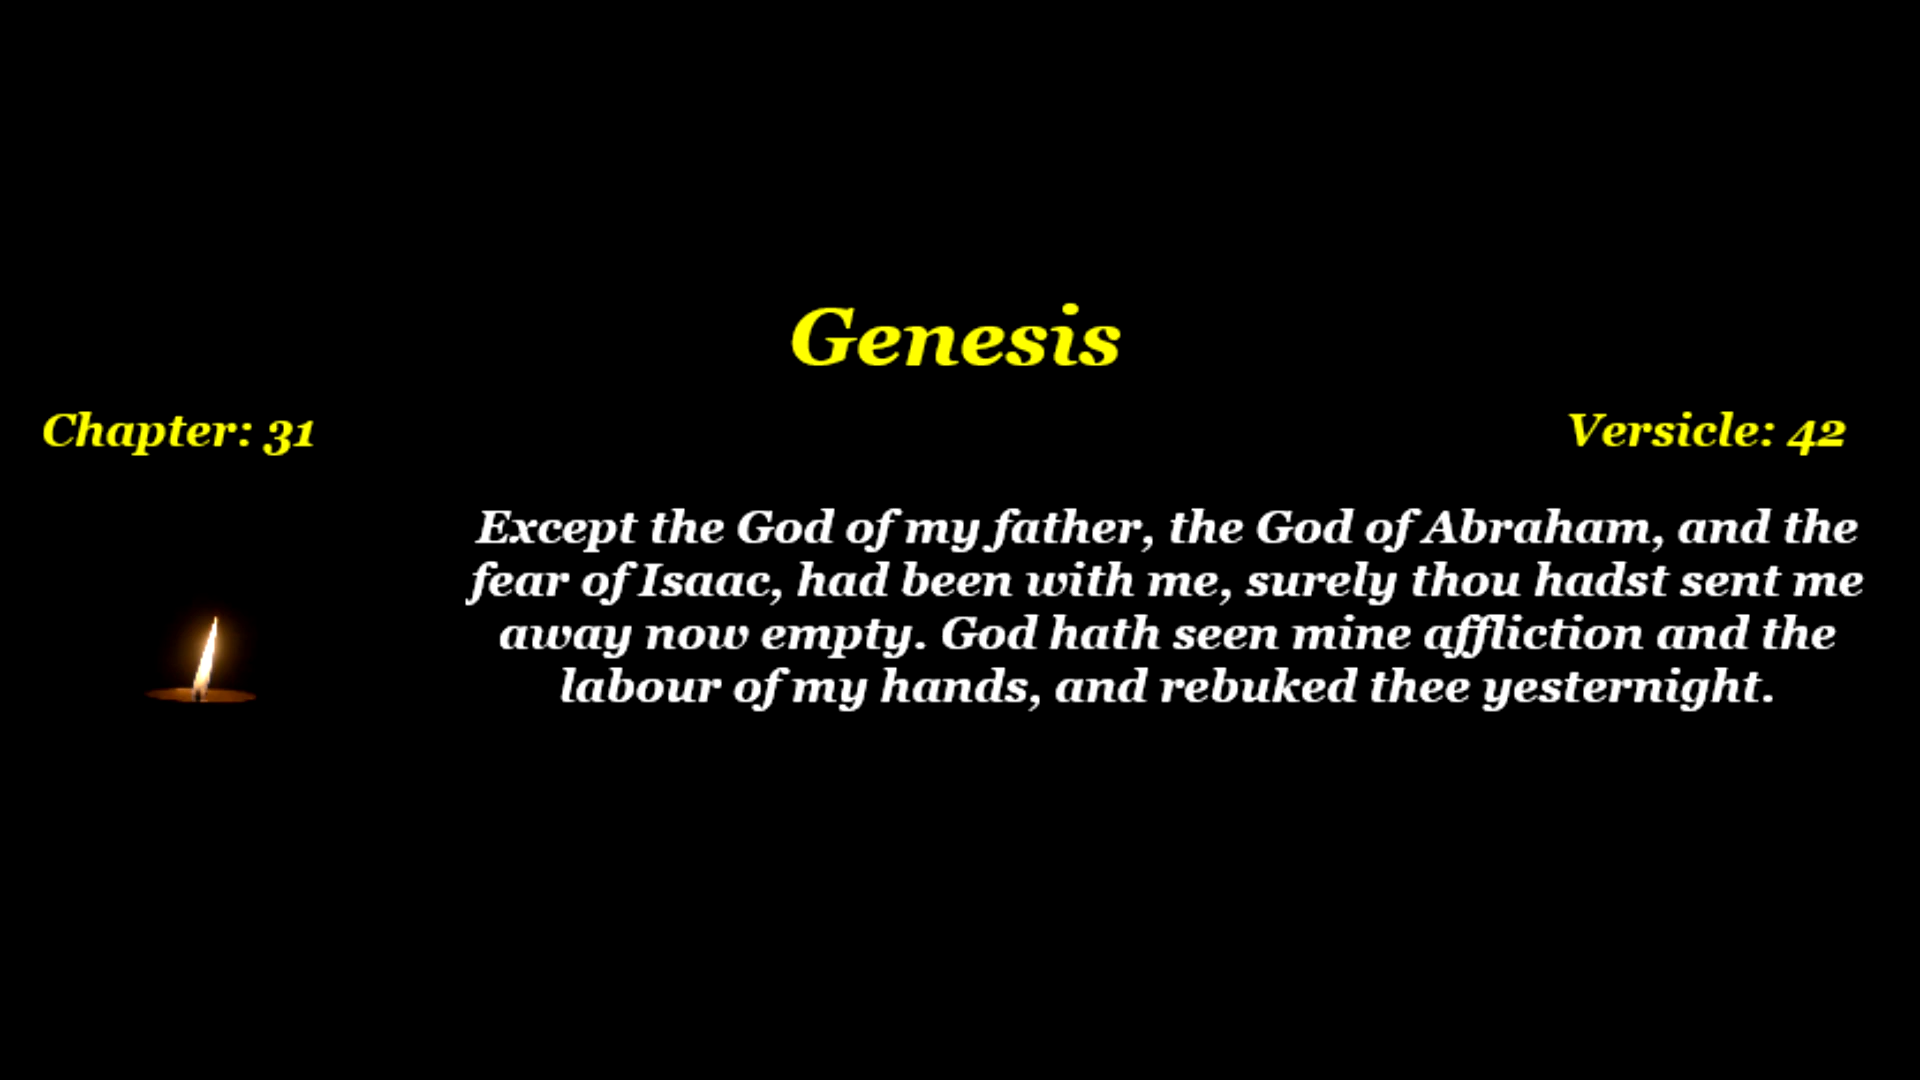 Genesis
Chapter: 31
Versicle: 42
Except the God of my father, the God of Abraham, and the
fear of Isaac, had been with me, surely thou hadst sent me
away now empty. God hath seen mine affliction and the
labour of my hands, and rebuked thee yesternight.